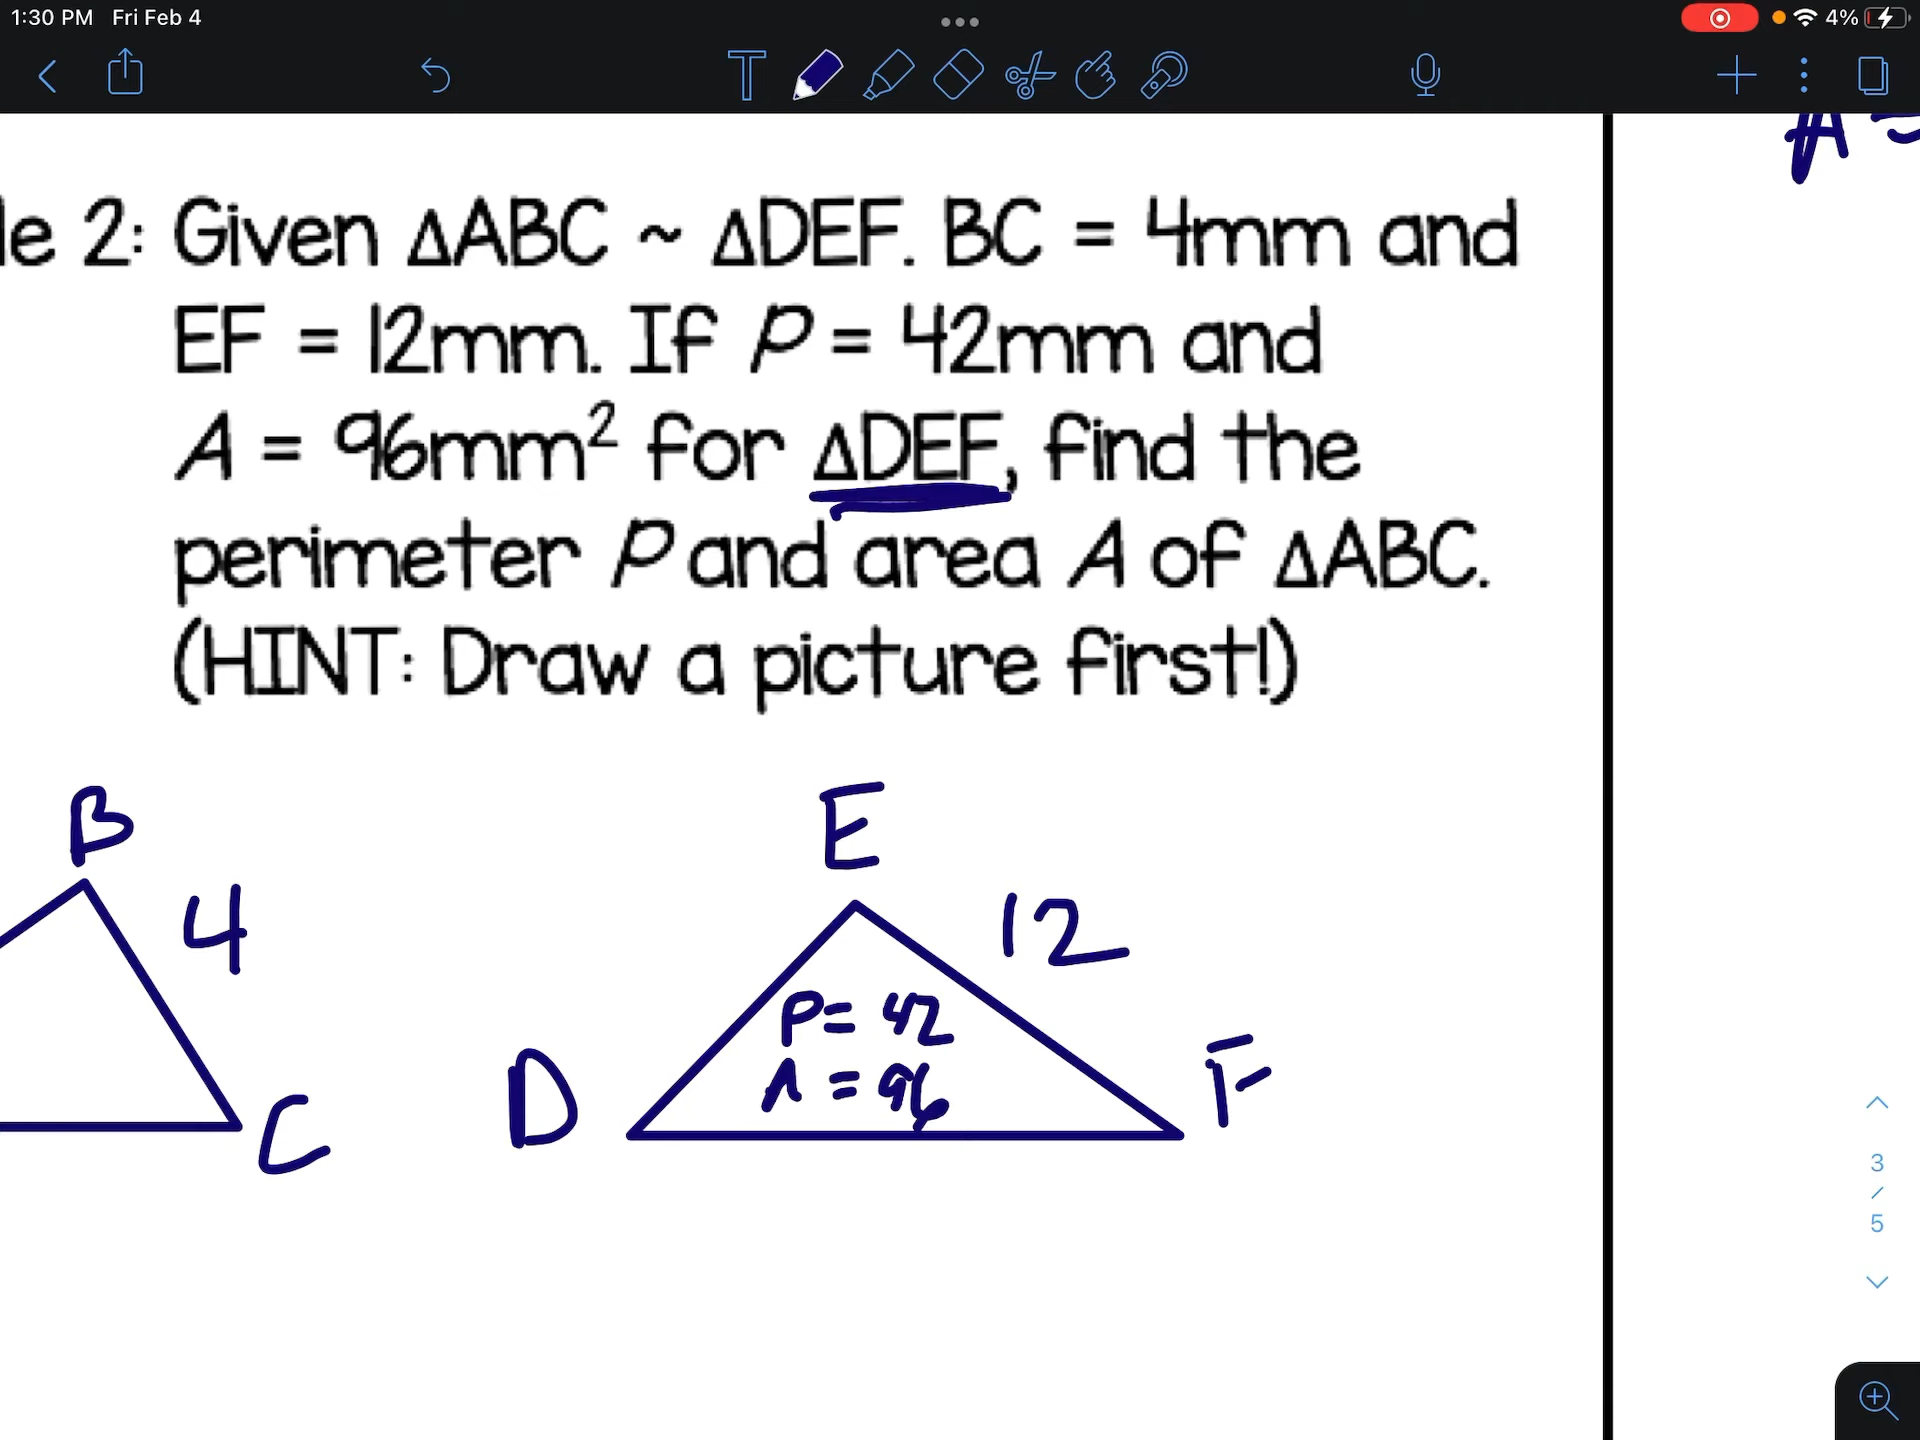 1:30 PM Fri Feb 4
4%
T
A =
le 2: Given ΔABC ~ ΔDEF. BC = 4mm and
EF = 12mm. If P = 42mm and
A = 96mm² for ΔDEF, find the
perimeter P and area A of ΔABC.
(HINT: Draw a picture first!)
B
4
C
E
12
P = 42
A = 96
D
F
3
/
5